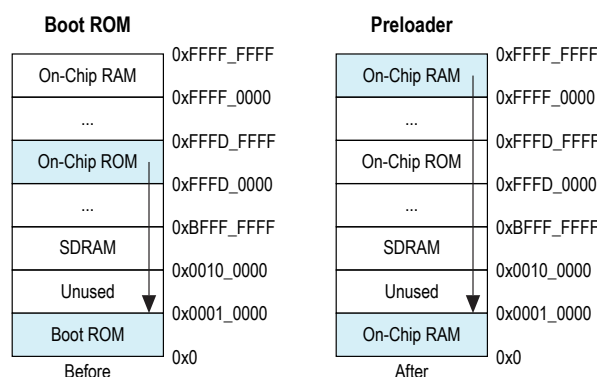 Boot ROM
0xFFFF_FFFF
On-Chip RAM
0xFFFF_0000
...
0xFFFD_FFFF
On-Chip ROM
0xFFFD_0000
...
0xBFFF_FFFF
SDRAM
0x0010_0000
Unused
0x0001_0000
Boot ROM
0x0
Before
Preloader
0xFFFF_FFFF
On-Chip RAM
0xFFFF_0000
...
0xFFFD_FFFF
On-Chip ROM
0xFFFD_0000
...
0xBFFF_FFFF
SDRAM
0x0010_0000
Unused
0x0001_0000
On-Chip RAM
0x0
After